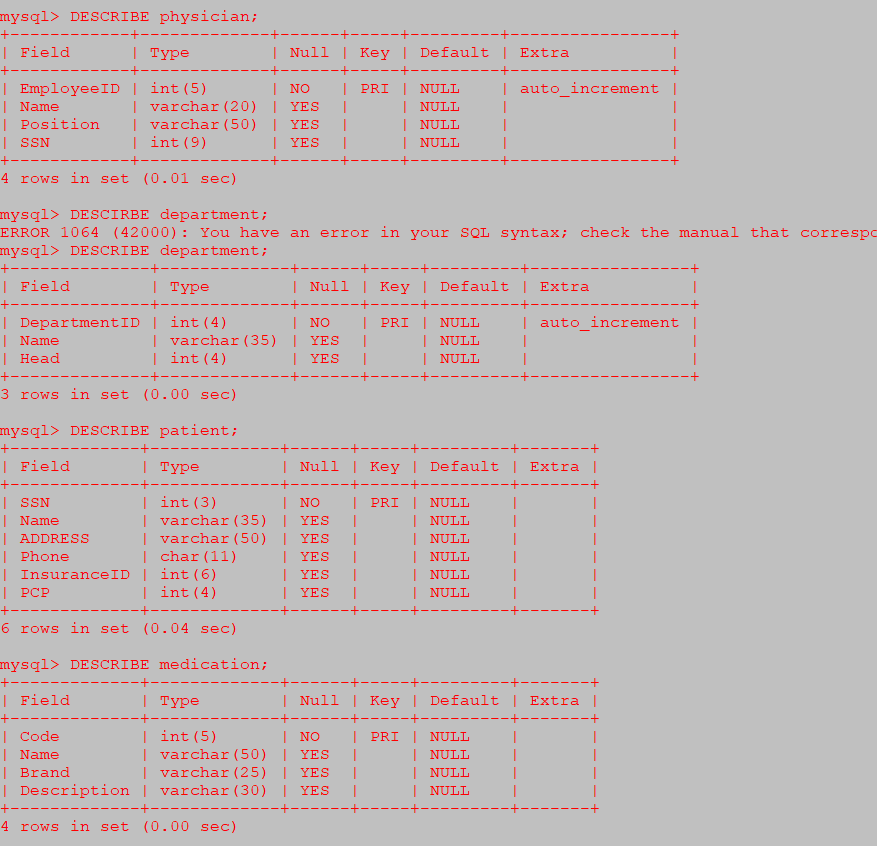 mysql> DESCRIBE physician;
+------------+-------------+------+-----+---------+----------------+
| Field      | Type        | Null | Key | Default | Extra          |
+------------+-------------+------+-----+---------+----------------+
| EmployeeID | int(5)      | NO   | PRI | NULL    | auto_increment |
| Name       | varchar(20) | YES  |     | NULL    |                |
| Position   | varchar(50) | YES  |     | NULL    |                |
| SSN        | int(9)      | YES  |     | NULL    |                |
+------------+-------------+------+-----+---------+----------------+
4 rows in set (0.01 sec)
mysql> DESCIRBE department;
ERROR 1064 (42000): You have an error in your SQL syntax; check the manual that correspo
mysql> DESCRIBE department;
+--------------+-------------+------+-----+---------+----------------+
| Field        | Type        | Null | Key | Default | Extra          |
+--------------+-------------+------+-----+---------+----------------+
| DepartmentID | int(4)      | NO   | PRI | NULL    | auto_increment |
| Name         | varchar(35) | YES  |     | NULL    |                |
| Head         | int(4)      | YES  |     | NULL    |                |
+--------------+-------------+------+-----+---------+----------------+
3 rows in set (0.00 sec)
mysql> DESCRIBE patient;
+-------------+-------------+------+-----+---------+-------+
| Field       | Type        | Null | Key | Default | Extra |
+-------------+-------------+------+-----+---------+-------+
| SSN         | int(3)      | NO   | PRI | NULL    |       |
| Name        | varchar(35) | YES  |     | NULL    |       |
| ADDRESS     | varchar(50) | YES  |     | NULL    |       |
| Phone       | char(11)    | YES  |     | NULL    |       |
| InsuranceID | int(6)      | YES  |     | NULL    |       |
| PCP         | int(4)      | YES  |     | NULL    |       |
+-------------+-------------+------+-----+---------+-------+
6 rows in set (0.04 sec)
mysql> DESCRIBE medication;
+-------------+-------------+------+-----+---------+-------+
| Field       | Type        | Null | Key | Default | Extra |
+-------------+-------------+------+-----+---------+-------+
| Code        | int(5)      | NO   | PRI | NULL    |       |
| Name        | varchar(50) | YES  |     | NULL    |       |
| Brand       | varchar(25) | YES  |     | NULL    |       |
| Description | varchar(30) | YES  |     | NULL    |       |
+-------------+-------------+------+-----+---------+-------+
4 rows in set (0.00 sec)